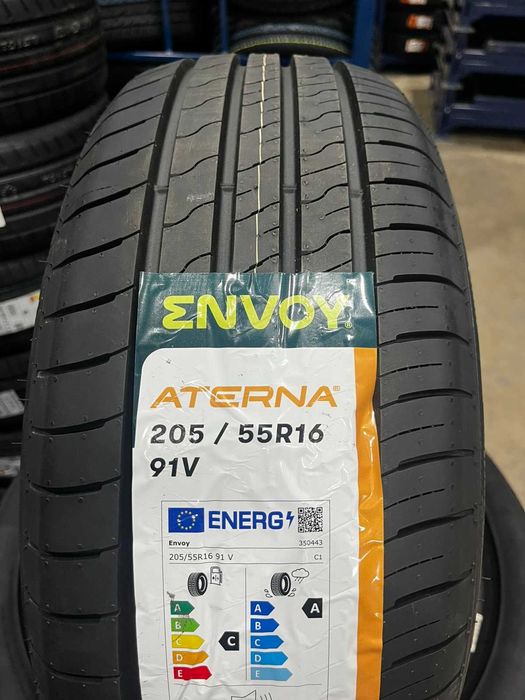 ENVOY
ATERNA®
205 / 55R16
91V
ENERG
Envoy 350443
205/55R16 91 V C1
A A A
B B
C C C
D D
E E